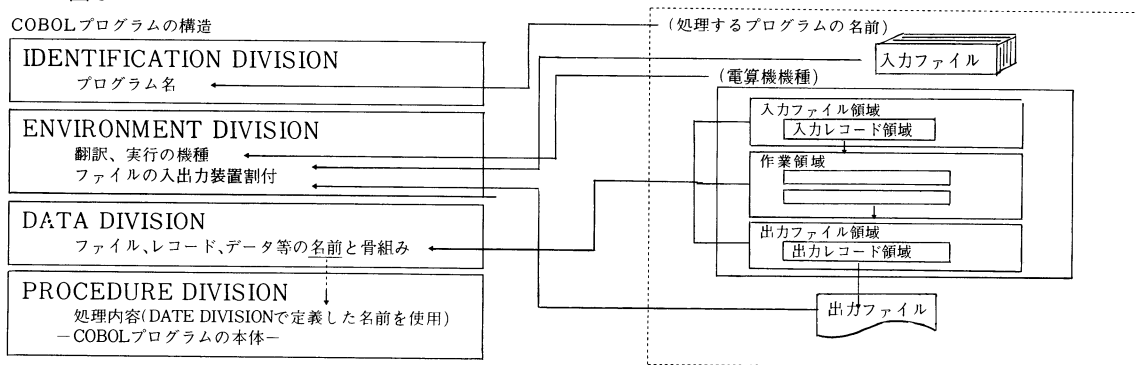 COBOLプログラムの構造
IDENTIFICATION DIVISION
プログラム名
ENVIRONMENT DIVISION
翻訳、実行の機種
ファイルの入出力装置割付
DATA DIVISION
ファイル、レコード、データ等の名前と骨組み
PROCEDURE DIVISION
処理内容(DATE DIVISIONで定義した名前を使用)
―COBOLプログラムの本体―
(処理するプログラムの名前)
入力ファイル
(電算機機種)
入力ファイル領域
入力レコード領域
作業領域
出力ファイル領域
出力レコード領域
出力ファイル